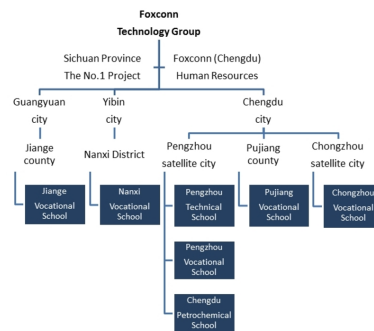 Foxconn
Technology Group
Sichuan Province
The No.1 Project
Foxconn (Chengdu)
Human Resources
Guangyuan
city
Yibin
city
Chengdu
city
Jiange
county
Nanxi District
Pengzhou
satellite city
Pujiang
county
Chongzhou
satellite city
Jiange
Vocational
School
Nanxi
Vocational
School
Pengzhou
Technical
School
Pujiang
Vocational
School
Chongzhou
Vocational
School
Pengzhou
Vocational
School
Chengdu
Petrochemical
School